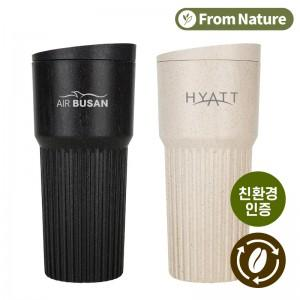 From Nature
AIR BUSAN
HYATT
친환경
인증